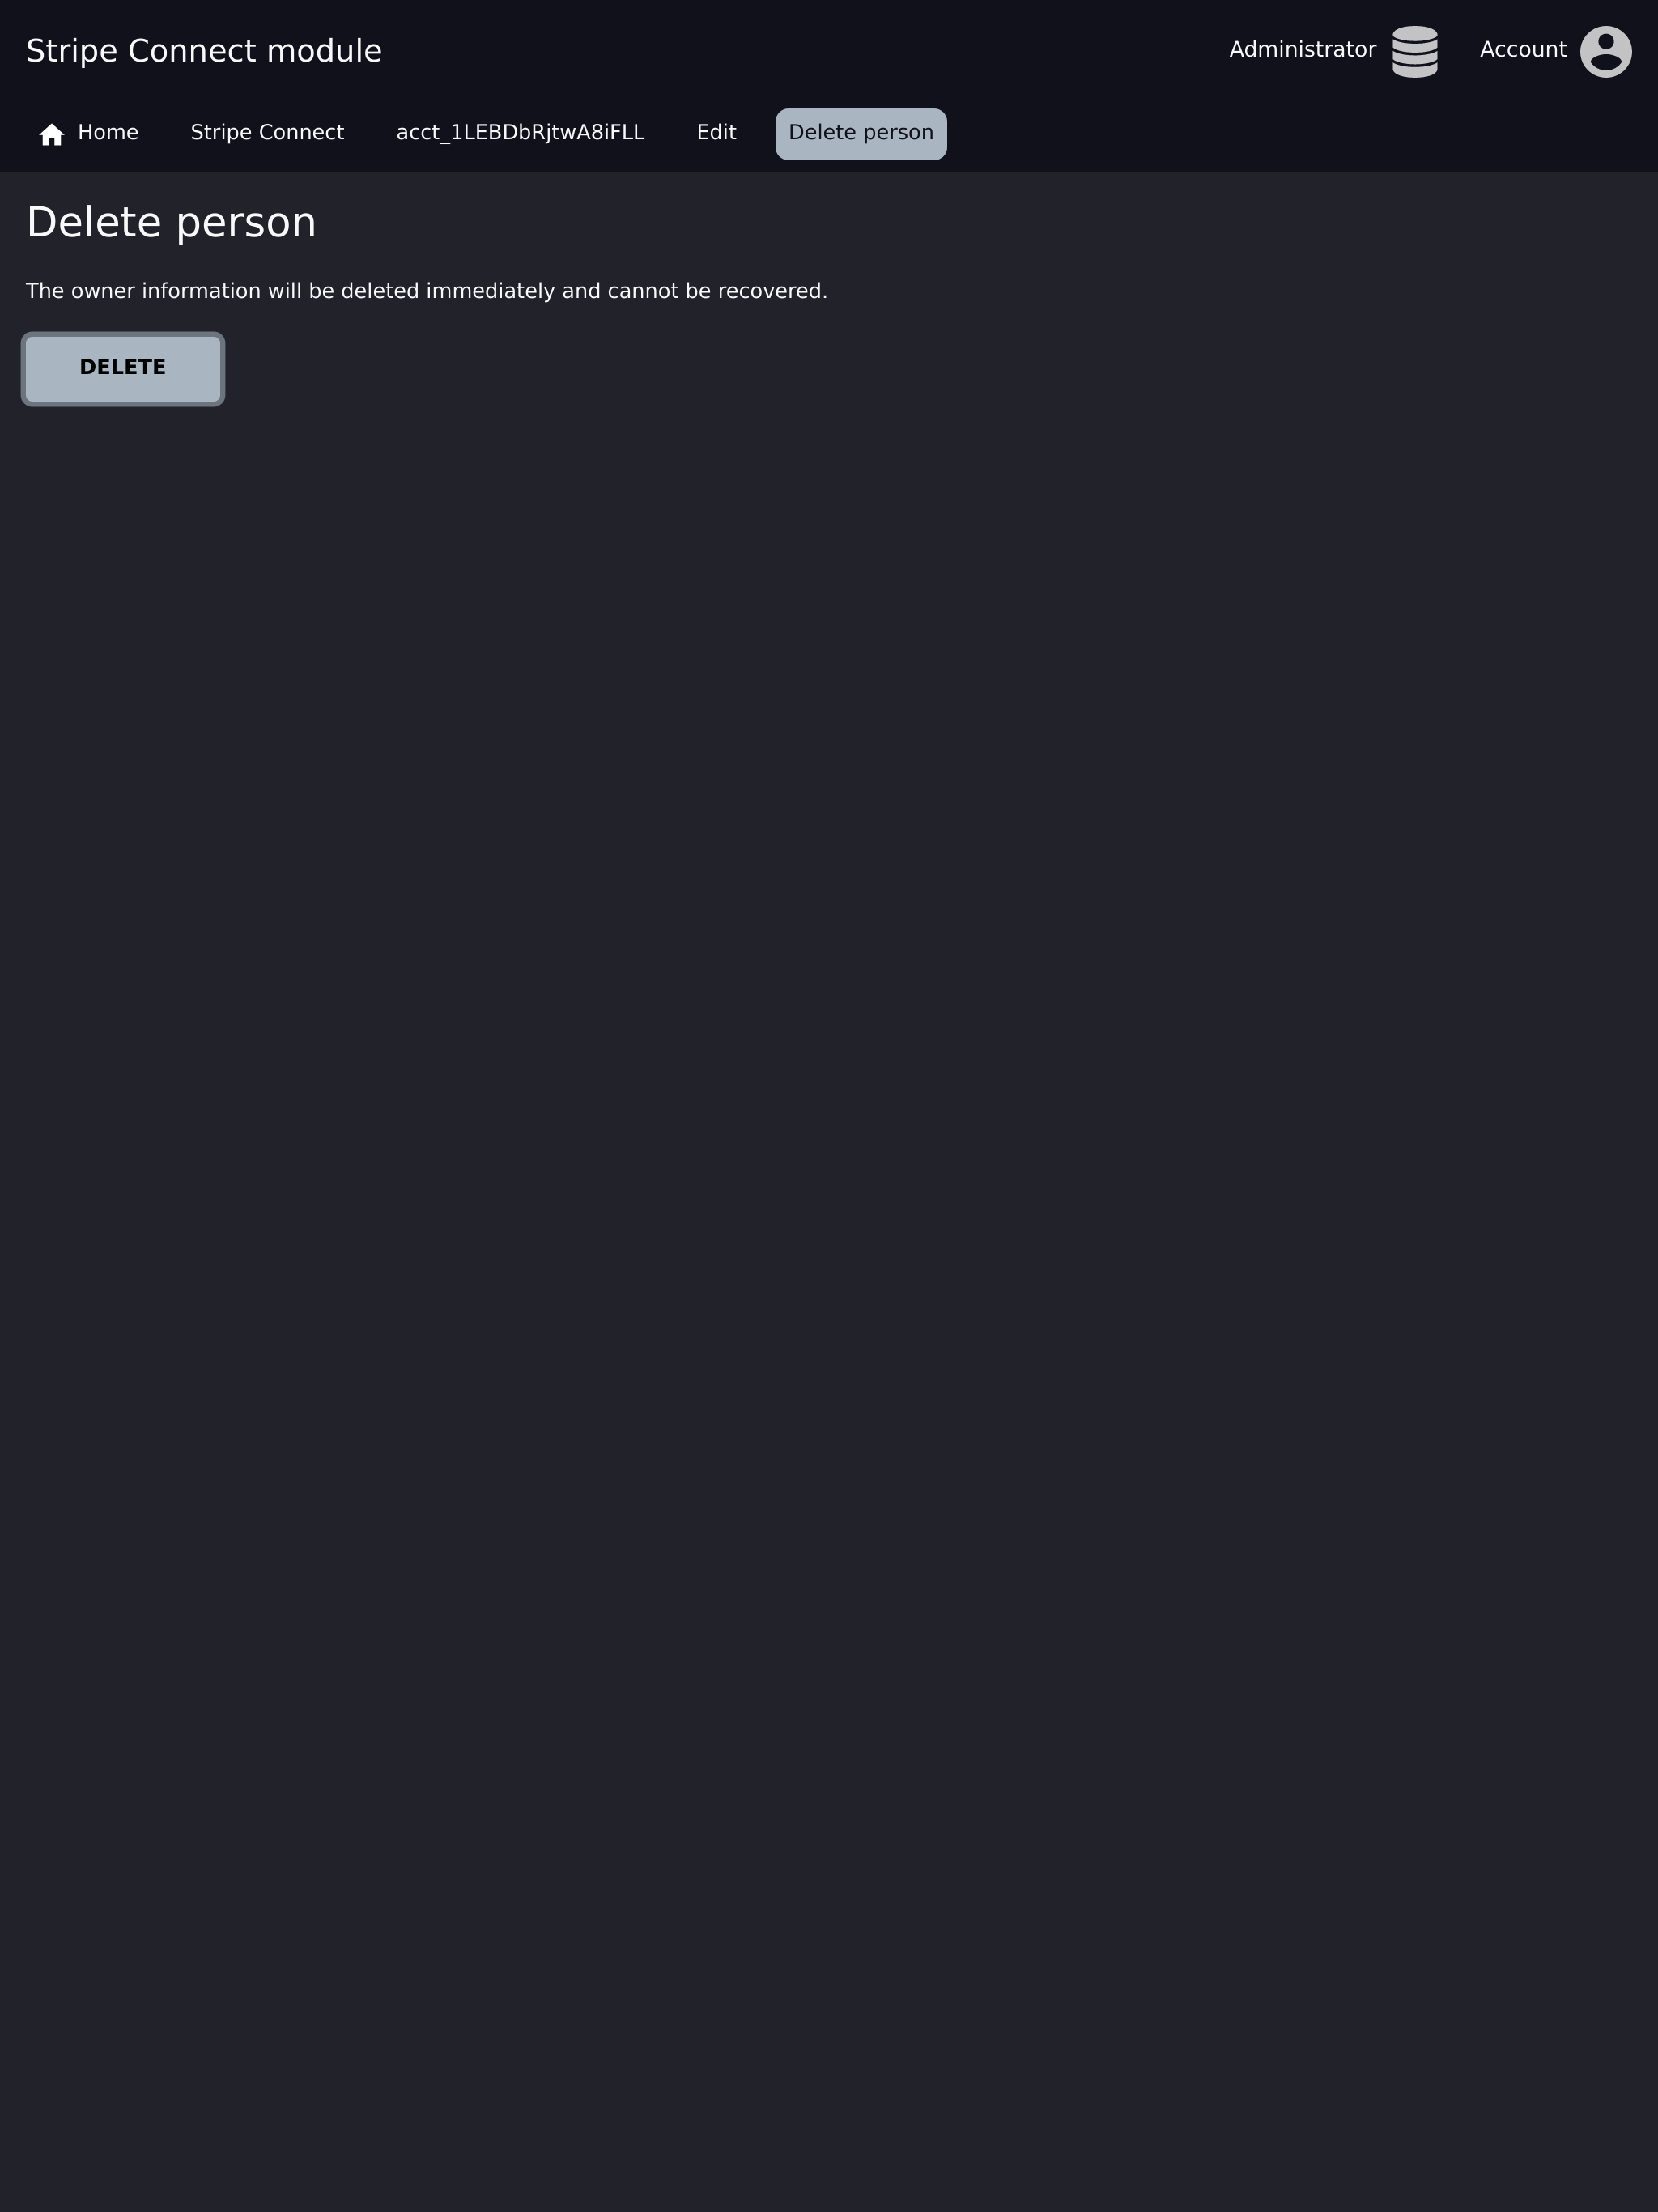 Stripe Connect module
Administrator
Account
Home
Stripe Connect
acct_1LEBDbRjtwA8iFLL
Edit
Delete person
Delete person
The owner information will be deleted immediately and cannot be recovered.
DELETE